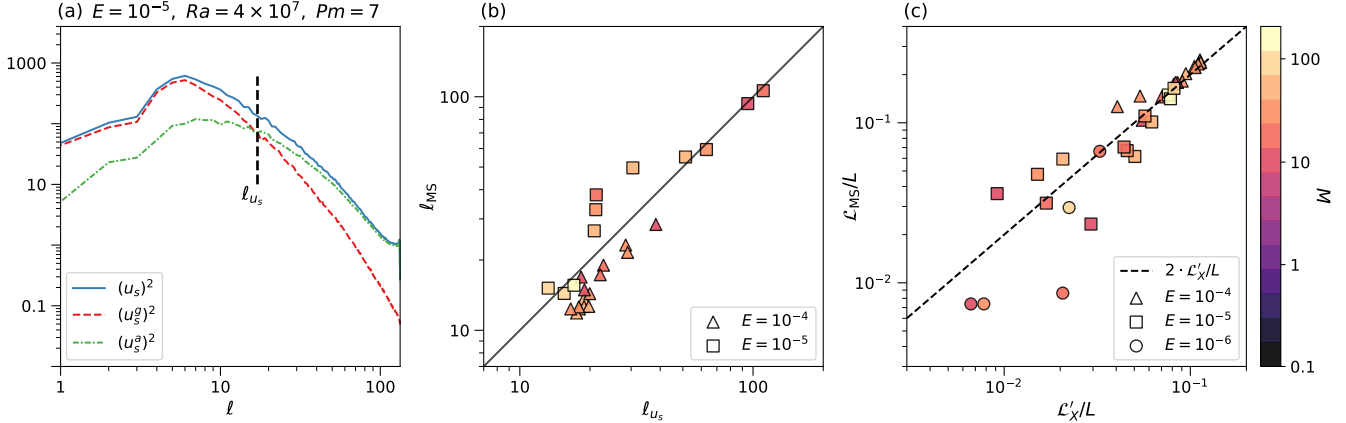 (a) E = 10⁻⁵, Ra = 4 × 10⁷, Pm = 7
1000
10
0.1
1
10
100
ℓ
ℓ_{u_s}
(u_s)²
(u_s^g)²
(u_s^a)²
(b)
ℓ_MS
100
10
10
100
ℓ_{u_s}
E = 10⁻⁴
E = 10⁻⁵
(c)
ℒ_MS/L
10⁻¹
10⁻²
10⁻²
10⁻¹
ℒ′_X/L
2 · ℒ′_X/L
E = 10⁻⁴
E = 10⁻⁵
E = 10⁻⁶
100
10
1
0.1
M